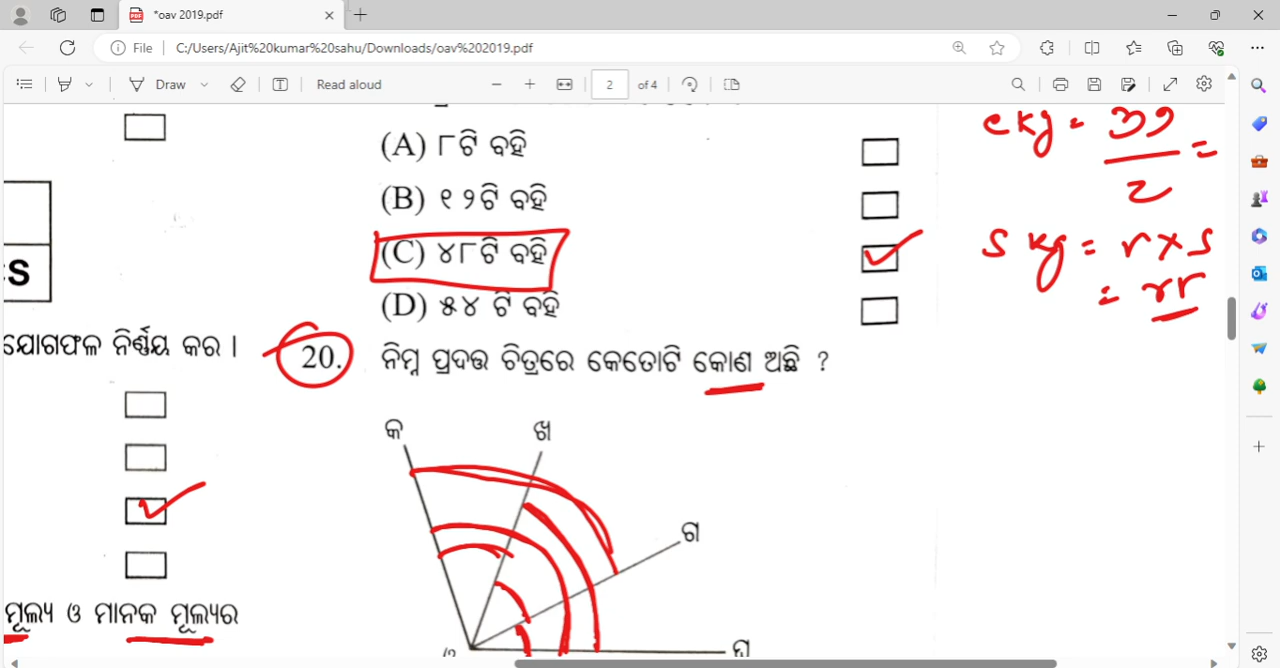 *oav 2019.pdf
File C:/Users/Ajit%20kumar%20sahu/Downloads/oav%202019.pdf
Draw Read aloud 2 of 4
(A) ୮ଟି ବହି
(B) ୧୨ଟି ବହି
(C) ୪୮ଟି ବହି
(D) ୫୪ ଟି ବହି
S
ଯୋଗଫଳ ନିର୍ଣ୍ଣୟ କର ।
20. ନିମ୍ନ ପ୍ରଦତ୍ତ ଚିତ୍ରରେ କେତୋଟି କୋଣ ଅଛି ?
କ
ଖ
ଗ
ମୂଲ୍ୟ ଓ ମାନକ ମୂଲ୍ୟର